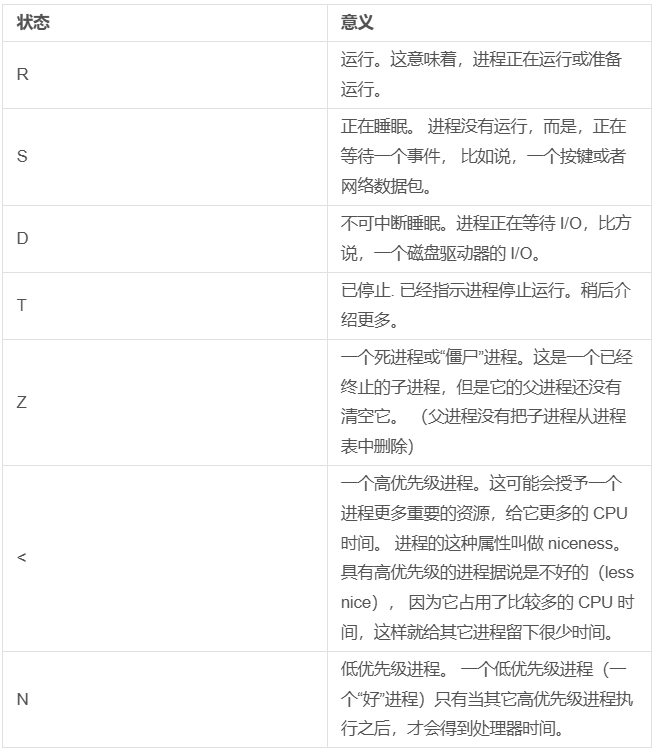 状态 意义
R
运行。这意味着，进程正在运行或准备
运行。
S
正在睡眠。 进程没有运行，而是，正在
等待一个事件， 比如说，一个按键或者
网络数据包。
D
不可中断睡眠。进程正在等待 I/O，比方
说，一个磁盘驱动器的 I/O。
T
已停止. 已经指示进程停止运行。稍后介
绍更多。
Z
一个死进程或“僵尸”进程。这是一个已经
终止的子进程，但是它的父进程还没有
清空它。 （父进程没有把子进程从进程
表中删除）
<
一个高优先级进程。这可能会授予一个
进程更多重要的资源，给它更多的 CPU
时间。 进程的这种属性叫做 niceness。
具有高优先级的进程据说是不好的（less
nice）， 因为它占用了比较多的 CPU 时
间，这样就给其它进程留下很少时间。
N
低优先级进程。 一个低优先级进程（一
个“好”进程）只有当其它高优先级进程执
行之后，才会得到处理器时间。